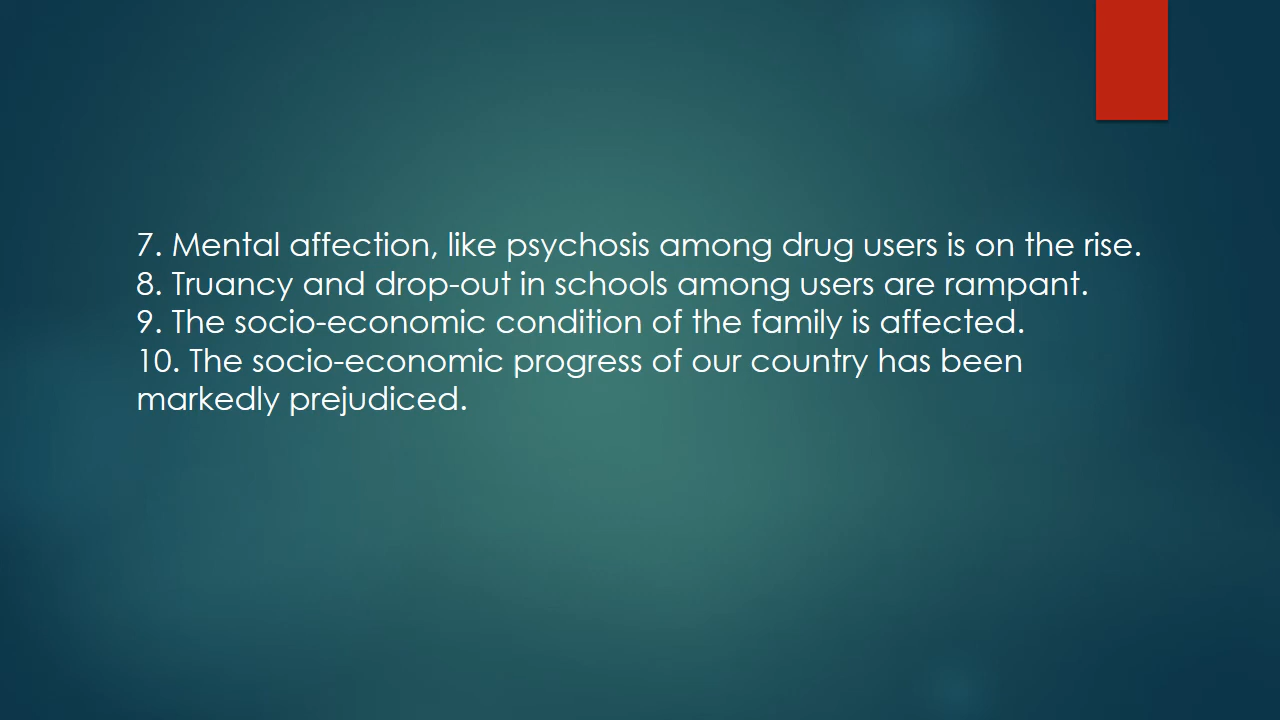 7. Mental affection, like psychosis among drug users is on the rise.
8. Truancy and drop-out in schools among users are rampant.
9. The socio-economic condition of the family is affected.
10. The socio-economic progress of our country has been
markedly prejudiced.